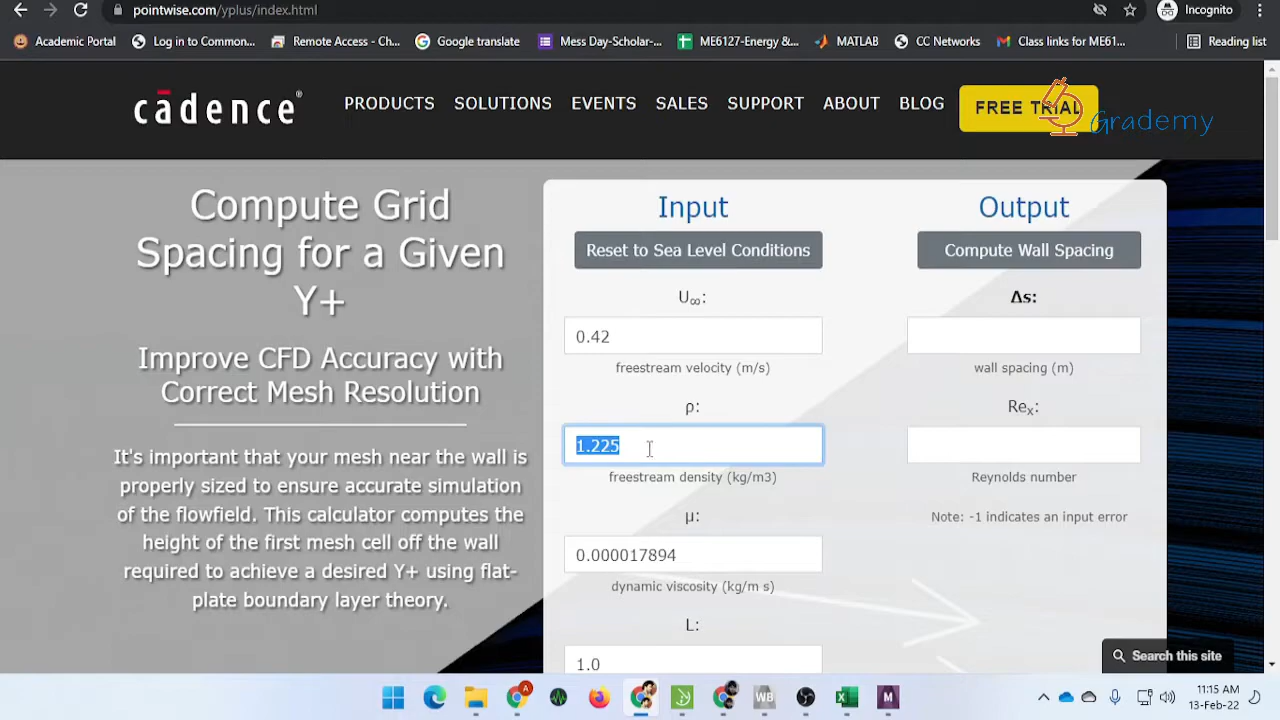 pointwise.com/yplus/index.html
Incognito
Academic Portal
Log in to Common...
Remote Access - Ch...
Google translate
Mess Day-Scholar-...
ME6127-Energy &...
MATLAB
CC Networks
Class links for ME61...
Reading list
cādence®
PRODUCTS
SOLUTIONS
EVENTS
SALES
SUPPORT
ABOUT
BLOG
FREE TRIAL
Grademy
Compute Grid
Spacing for a Given
Y+
Improve CFD Accuracy with
Correct Mesh Resolution
It's important that your mesh near the wall is
properly sized to ensure accurate simulation
of the flowfield. This calculator computes the
height of the first mesh cell off the wall
required to achieve a desired Y+ using flat-
plate boundary layer theory.
Input
Reset to Sea Level Conditions
U∞:
0.42
freestream velocity (m/s)
ρ:
1.225
freestream density (kg/m3)
μ:
0.000017894
dynamic viscosity (kg/m s)
L:
1.0
Output
Compute Wall Spacing
Δs:
wall spacing (m)
Reₓ:
Reynolds number
Note: -1 indicates an input error
Search this site
A
WB
M
11:15 AM
13-Feb-22